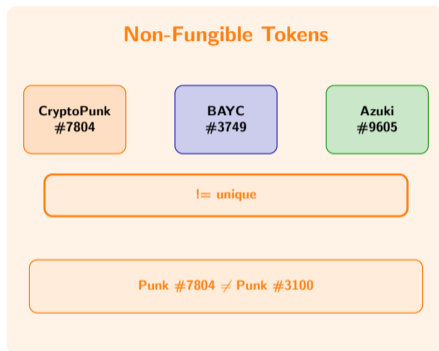 Non-Fungible Tokens
CryptoPunk
#7804
BAYC
#3749
Azuki
#9605
!= unique
Punk #7804 ≠ Punk #3100